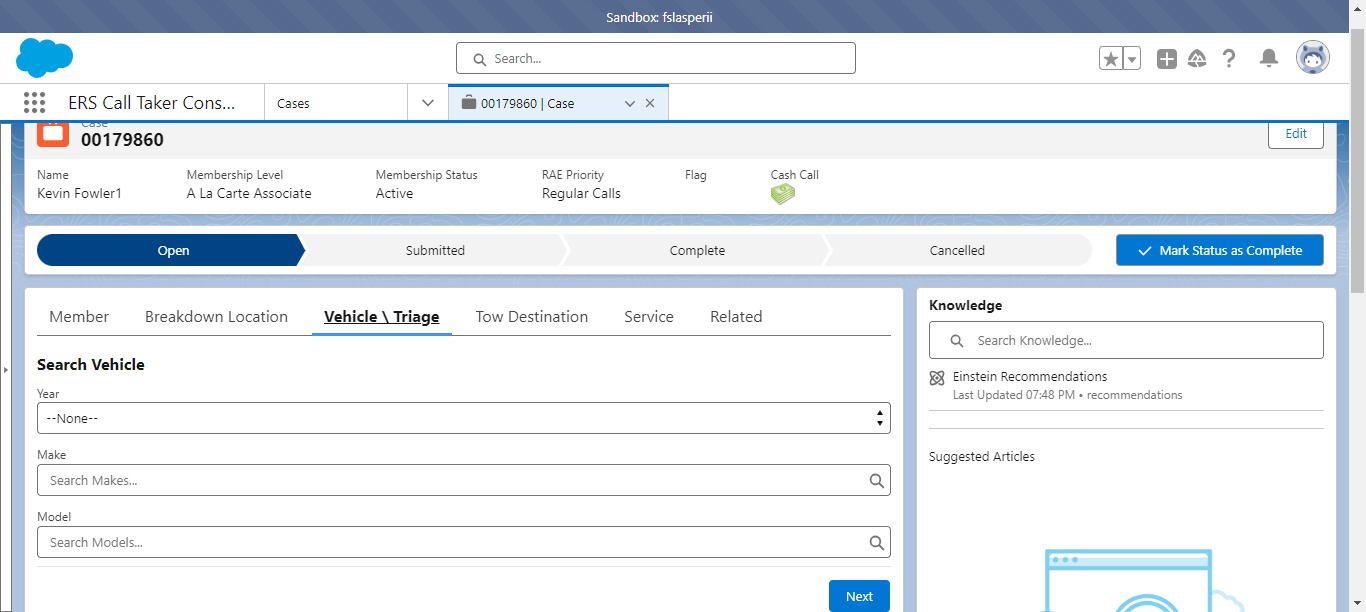 Sandbox: fslasperii
Search...
ERS Call Taker Cons...
Cases
00179860 | Case
Case
00179860
Edit
Name
Membership Level
Membership Status
RAE Priority
Flag
Cash Call
Kevin Fowler1
A La Carte Associate
Active
Regular Calls
Open
Submitted
Complete
Cancelled
Mark Status as Complete
Member
Breakdown Location
Vehicle \ Triage
Tow Destination
Service
Related
Search Vehicle
Year
--None--
Make
Search Makes...
Model
Search Models...
Next
Knowledge
Search Knowledge...
Einstein Recommendations
Last Updated 07:48 PM • recommendations
Suggested Articles